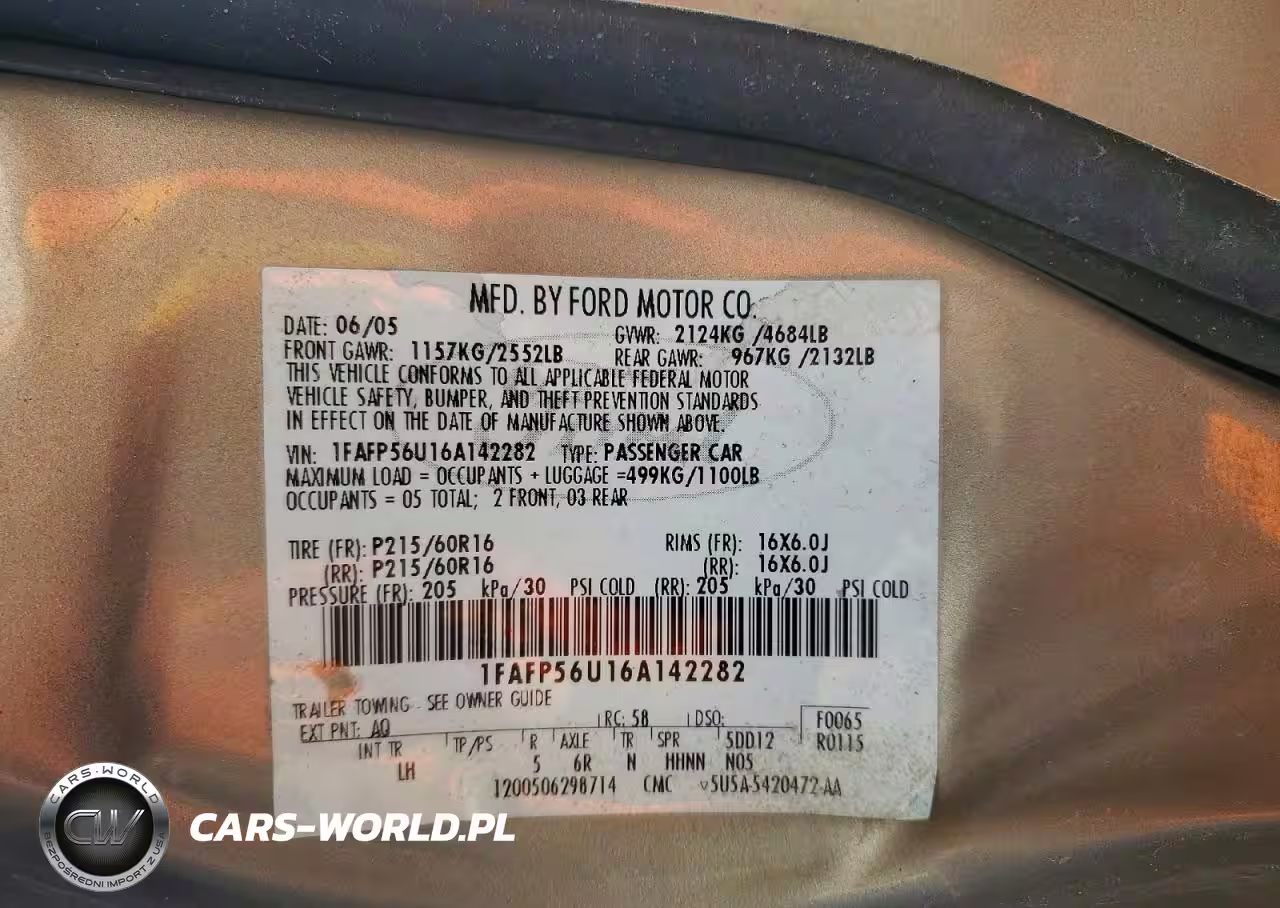 MFD. BY FORD MOTOR CO.
DATE: 06/05 GVWR: 2124KG /4684LB
FRONT GAWR: 1157KG/2552LB REAR GAWR: 967KG /2132LB
THIS VEHICLE CONFORMS TO ALL APPLICABLE FEDERAL MOTOR
VEHICLE SAFETY, BUMPER, AND THEFT PREVENTION STANDARDS
IN EFFECT ON THE DATE OF MANUFACTURE SHOWN ABOVE.
VIN: 1FAFP56U16A142282 TYPE: PASSENGER CAR
MAXIMUM LOAD = OCCUPANTS + LUGGAGE =499KG/1100LB
OCCUPANTS = 05 TOTAL; 2 FRONT, 03 REAR
TIRE (FR): P215/60R16 RIMS (FR): 16X6.0J
(RR): P215/60R16 (RR): 16X6.0J
PRESSURE (FR): 205 kPa/30 PSI COLD (RR): 205 kPa/30 PSI COLD
1FAFP56U16A142282
TRAILER TOWING - SEE OWNER GUIDE
EXT PNT: AQ RC: 58 DSO: F0065
INT TR TP/PS R AXLE TR SPR 5DD12 R0115
LH 5 6R N HHNN N05
1200506298714 CMC v5U5A-5420472-AA
CARS-WORLD
CW
BEZPOŚREDNI IMPORT Z USA
CARS-WORLD.PL